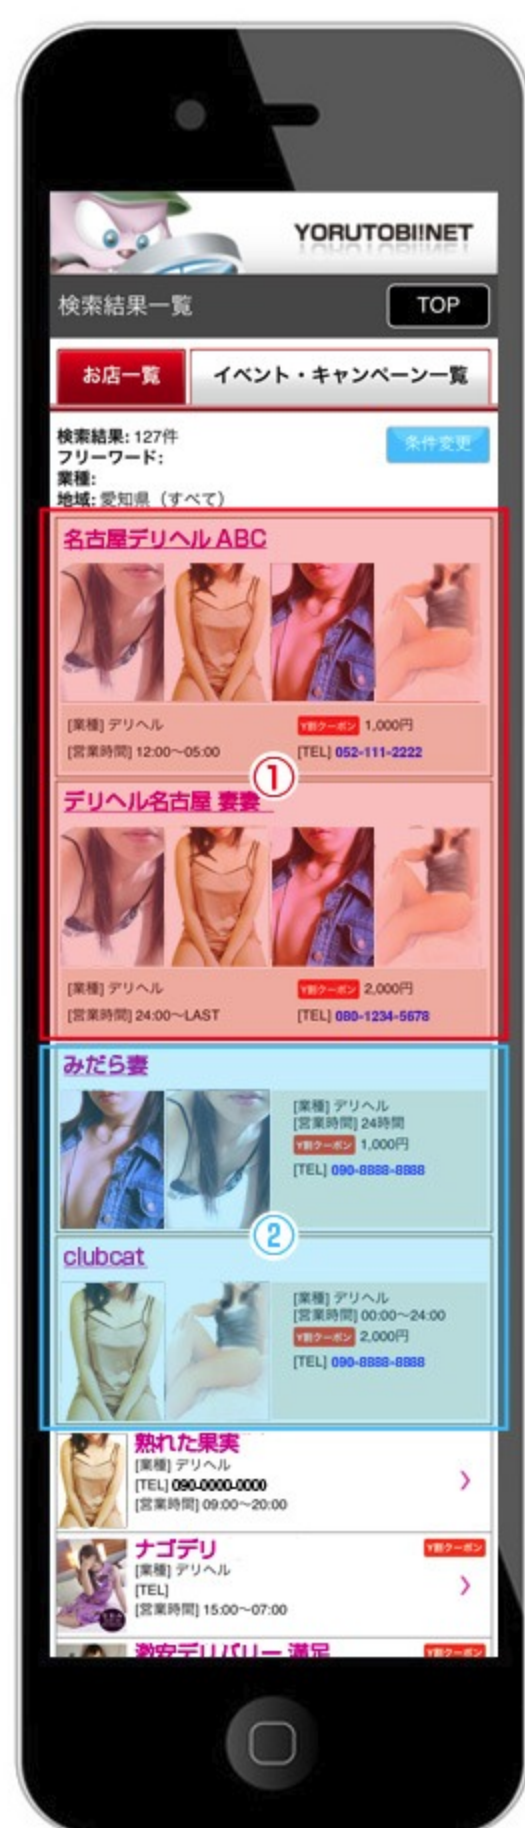 YORUTOBI!!NET
検索結果一覧
TOP
お店一覧
イベント・キャンペーン一覧
検索結果: 127件
条件変更
フリーワード:
業種:
地域: 愛知県（すべて）
名古屋デリヘル ABC
[業種] デリヘル
Y割クーポン 1,000円
[営業時間] 12:00～05:00
[TEL] 052-111-2222
①
デリヘル名古屋 妻妻
[業種] デリヘル
Y割クーポン 2,000円
[営業時間] 24:00～LAST
[TEL] 080-1234-5678
みだら妻
[業種] デリヘル
[営業時間] 24時間
Y割クーポン 1,000円
[TEL] 090-8888-8888
②
clubcat
[業種] デリヘル
[営業時間] 00:00～24:00
Y割クーポン 2,000円
[TEL] 090-8888-8888
熟れた果実
[業種] デリヘル
[TEL] 090-0000-0000
[営業時間] 09:00～20:00
ナゴデリ
Y割クーポン
[業種] デリヘル
[TEL]
[営業時間] 15:00～07:00
激安デリバリー 満足
Y割クーポン